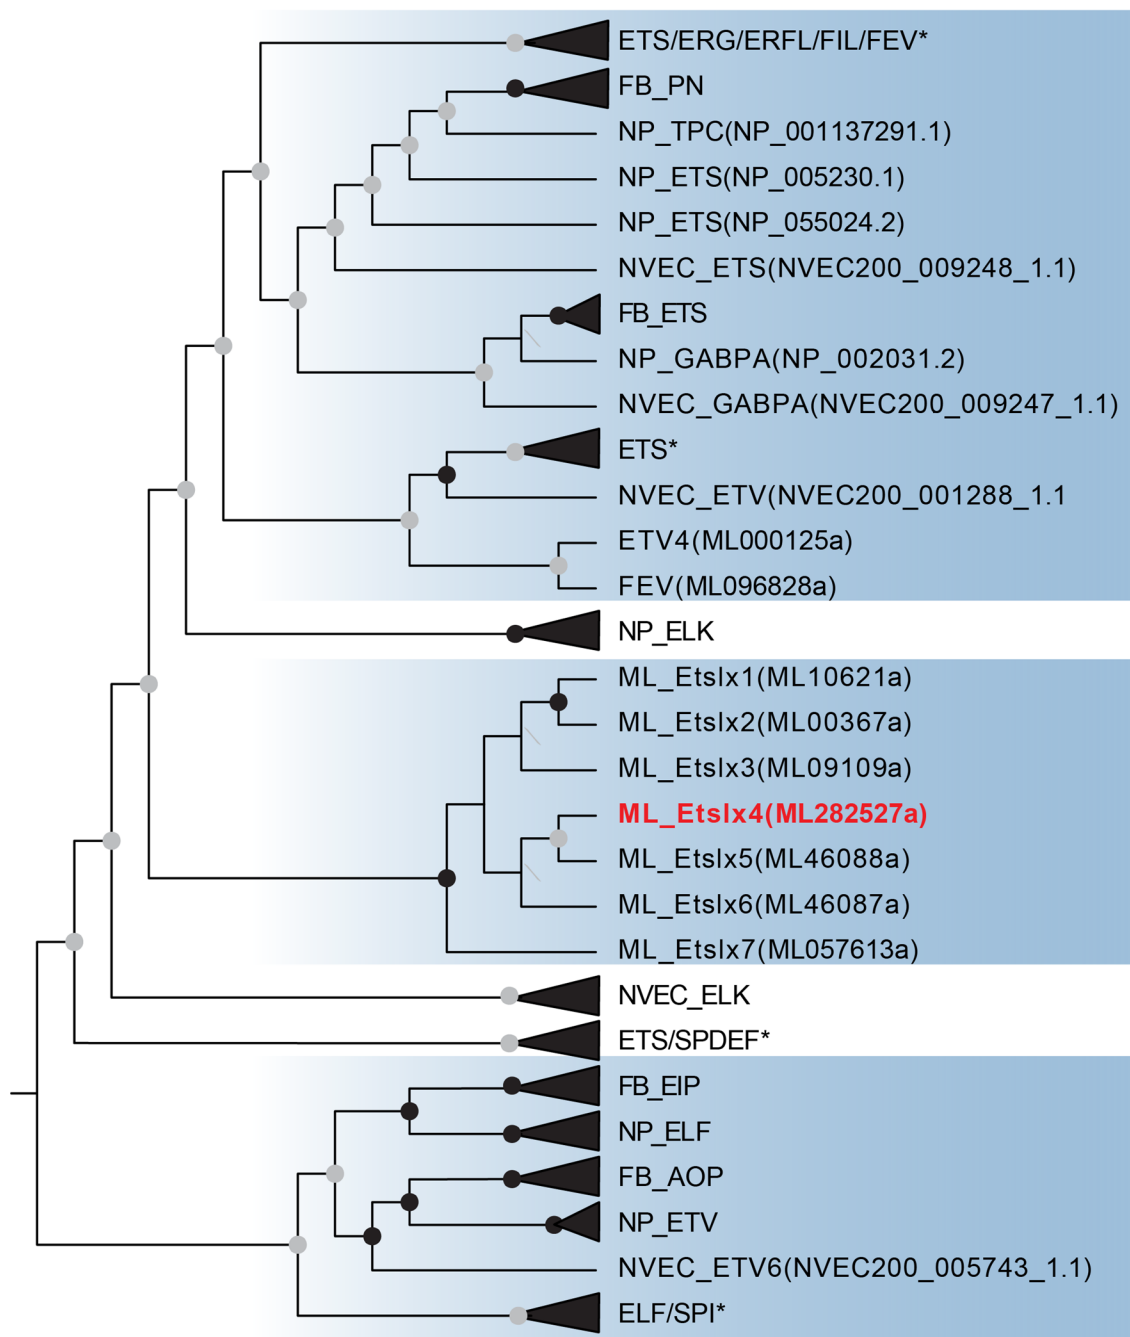 ETS/ERG/ERFL/FIL/FEV*
FB_PN
NP_TPC(NP_001137291.1)
NP_ETS(NP_005230.1)
NP_ETS(NP_055024.2)
NVEC_ETS(NVEC200_009248_1.1)
FB_ETS
NP_GABPA(NP_002031.2)
NVEC_GABPA(NVEC200_009247_1.1)
ETS*
NVEC_ETV(NVEC200_001288_1.1
ETV4(ML000125a)
FEV(ML096828a)
NP_ELK
ML_Etslx1(ML10621a)
ML_Etslx2(ML00367a)
ML_Etslx3(ML09109a)
ML_Etslx4(ML282527a)
ML_Etslx5(ML46088a)
ML_Etslx6(ML46087a)
ML_Etslx7(ML057613a)
NVEC_ELK
ETS/SPDEF*
FB_EIP
NP_ELF
FB_AOP
NP_ETV
NVEC_ETV6(NVEC200_005743_1.1)
ELF/SPI*